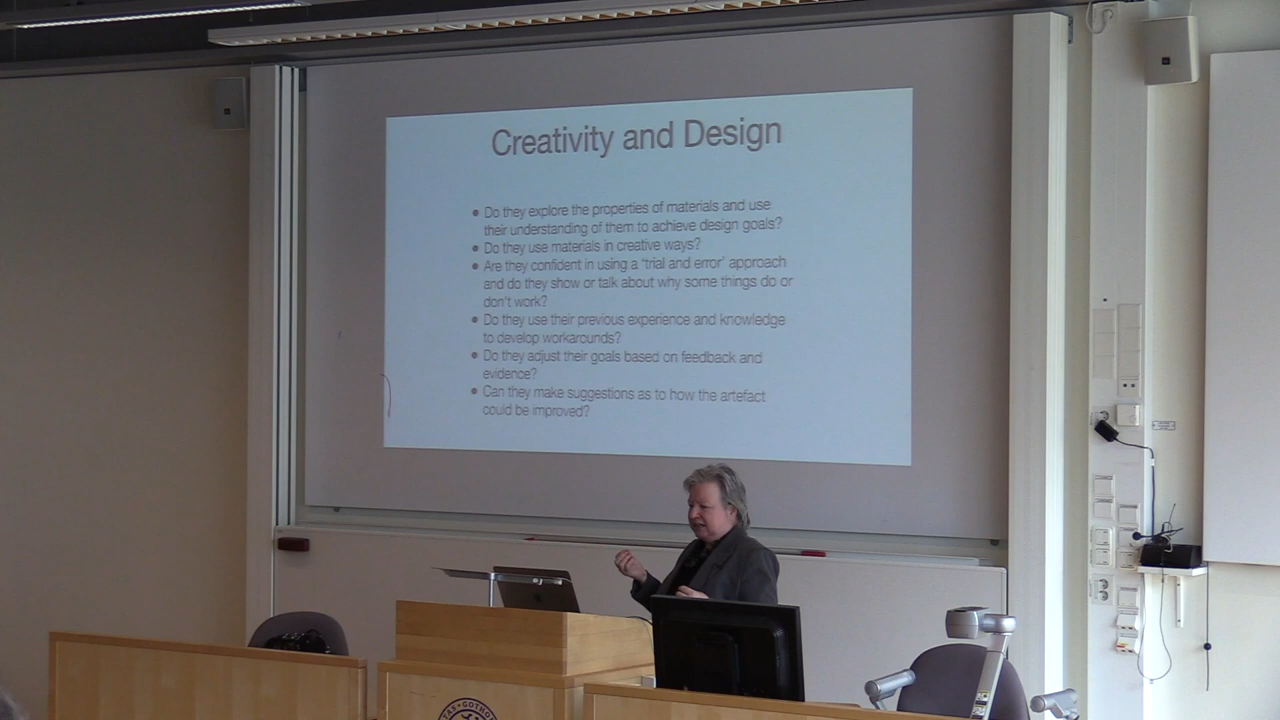 Creativity and Design
• Do they explore the properties of materials and use
their understanding of them to achieve design goals?
• Do they use materials in creative ways?
• Are they confident in using a 'trial and error' approach
and do they show or talk about why some things do or
don't work?
• Do they use their previous experience and knowledge
to develop workarounds?
• Do they adjust their goals based on feedback and
evidence?
• Can they make suggestions as to how the artefact
could be improved?